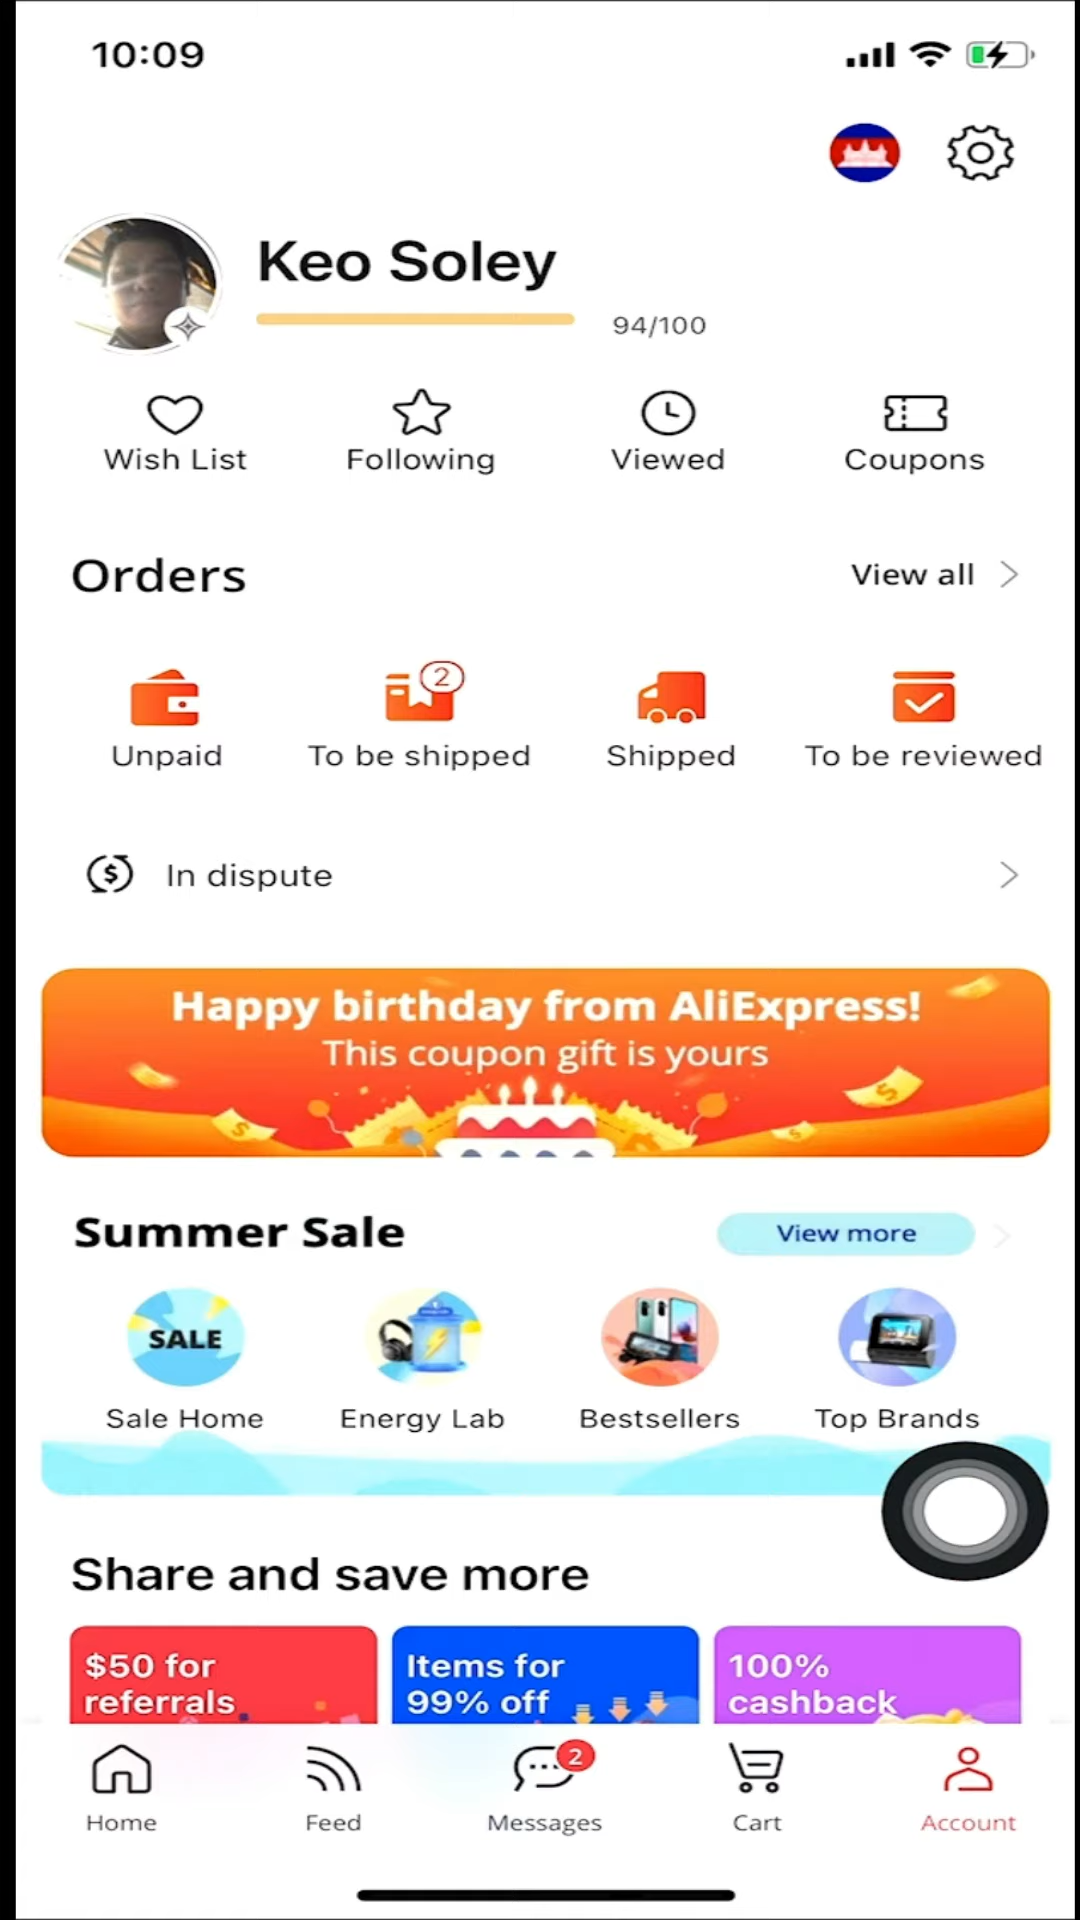 10:09
Keo Soley
94/100
Wish List
Following
Viewed
Coupons
Orders
View all
2
Unpaid
To be shipped
Shipped
To be reviewed
In dispute
Happy birthday from AliExpress!
This coupon gift is yours
Summer Sale
View more
SALE
Sale Home
Energy Lab
Bestsellers
Top Brands
Share and save more
$50 for
referrals
Items for
99% off
100%
cashback
2
Home
Feed
Messages
Cart
Account